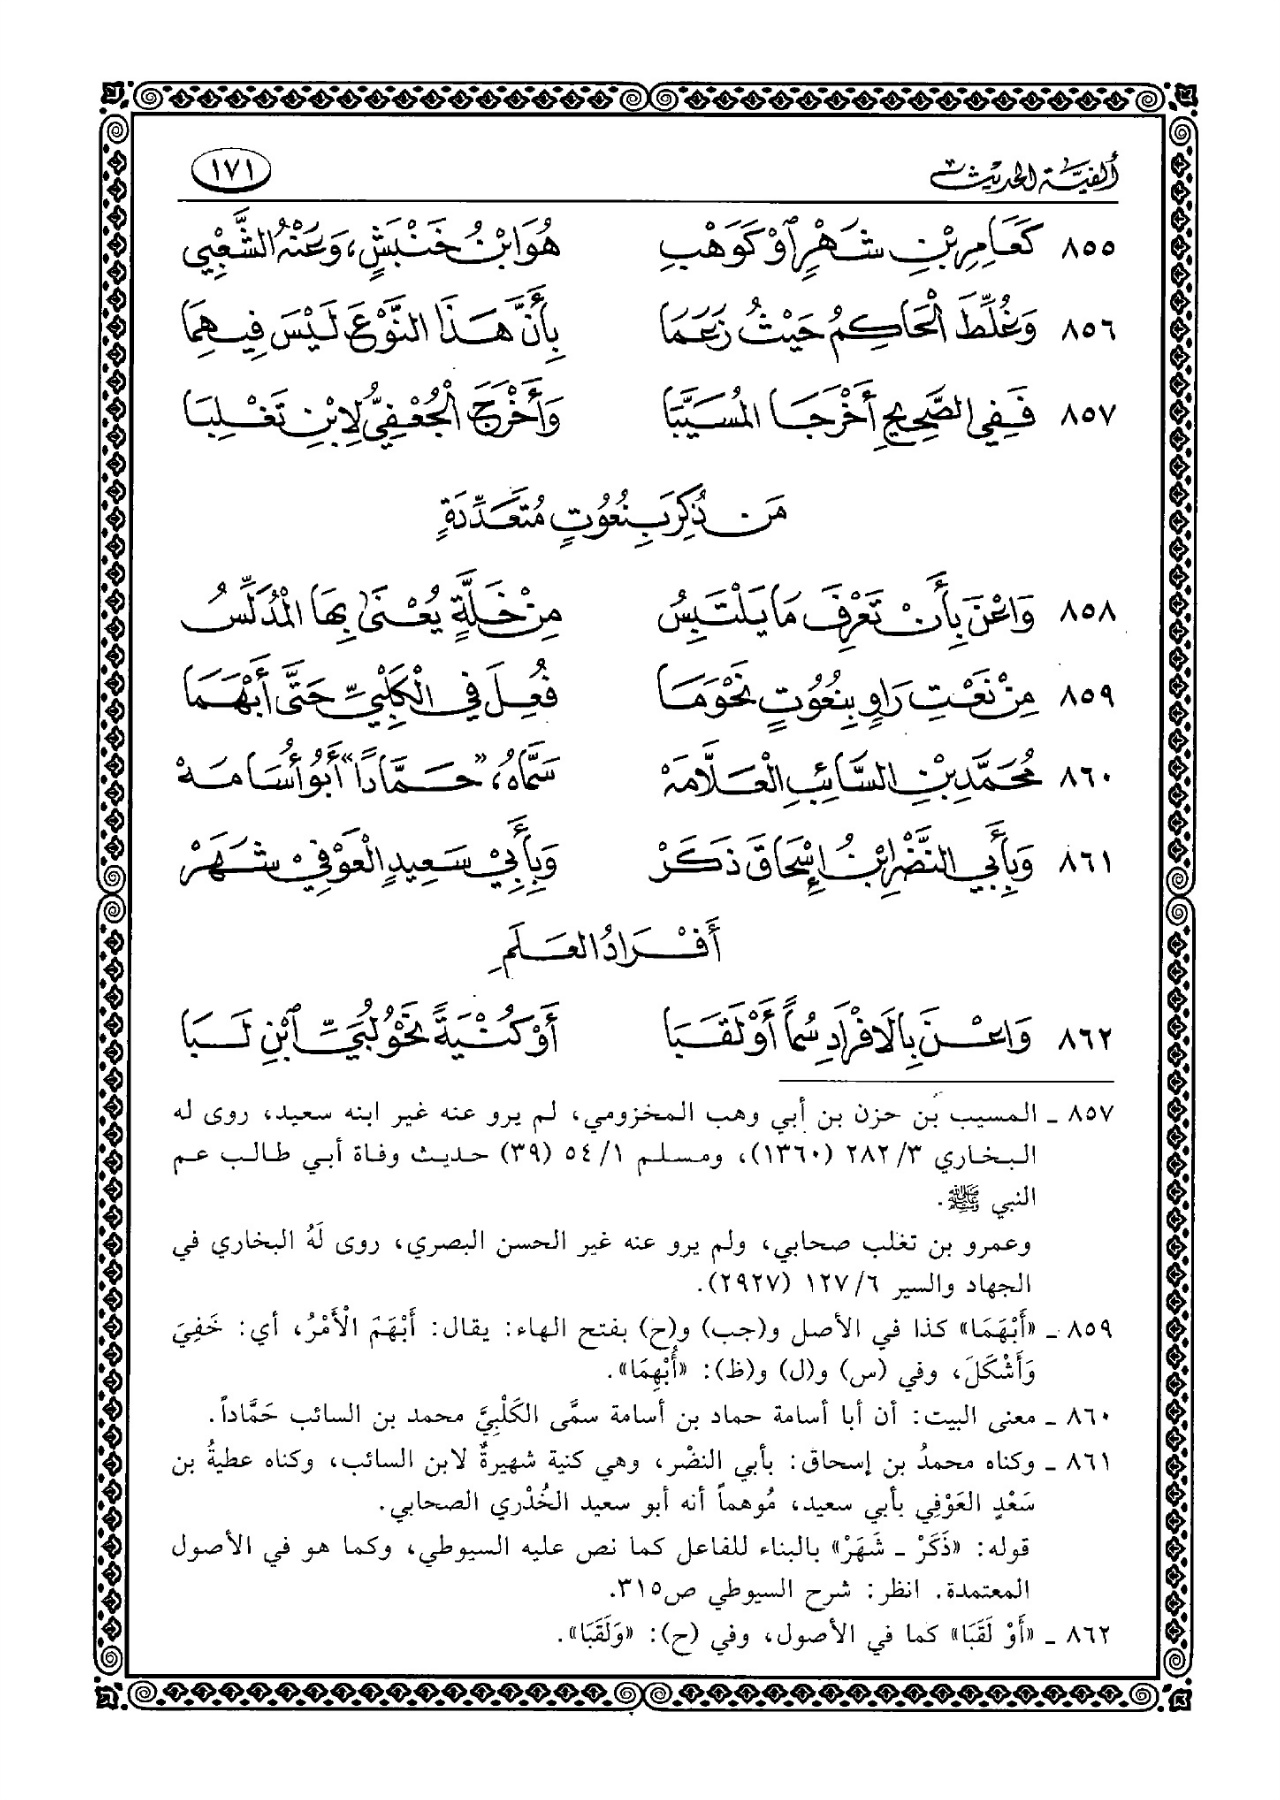 ألفية الحديث
١٧١
٨٥٥ كَعَامِرِ بْنِ شَهْرٍ أَوْ كَوَهْبِ هُوَ ابْنُ خَنْبَشٍ، وَعَنْهُ الشَّعْبِي
٨٥٦ وَغُلِّطَ الْحَاكِمُ حَيْثُ زَعَمَا بِأَنَّ هَذَا النَّوْعَ لَيْسَ فِيهِمَا
٨٥٧ فَفِي الصَّحِيحِ أَخْرَجَا الْمُسَيَّبَا وَأَخْرَجَ الْجُعْفِيُّ لِابْنِ تَغْلِبَا
مَنْ ذُكِرَ بِنُعُوتٍ مُتَعَدِّدَةٍ
٨٥٨ وَاعْنَ بِأَنْ تَعْرِفَ مَا يَلْتَبِسُ مِنْ خَلَّةٍ يُعْنَى بِهَا الْمُدَلِّسُ
٨٥٩ مِنْ نَعْتِ رَاوٍ بِنُعُوتٍ نَحْوَ مَا فُعِلَ فِي الْكَلْبِيِّ حَتَّى أَبْهَمَا
٨٦٠ مُحَمَّدِ بْنِ السَّائِبِ الْعَلَّامَهْ سَمَّاهُ، "حَمَّادًا" أَبُو أُسَامَهْ
٨٦١ وَبِأَبِي النَّضْرِ ابْنُ إِسْحَاقَ ذَكَرْ وَبِأَبِيْ سَعِيدٍ الْعَوْفِيْ شَهَرْ
أَفْرَادُ الْعَلَمِ
٨٦٢ وَاعْنَ بِالَافْرَادِ سُمًا أَوْ لَقَبَا أَوْ كُنْيَةً نَحْوُ لُبَيِّ ابْنِ لَبَا
٨٥٧ ـ المسيب بن حزن بن أبي وهب المخزومي، لم يرو عنه غير ابنه سعيد، روى له
البخاري ٣/ ٢٨٢ (١٣٦٠)، ومسلم ١/ ٥٤ (٣٩) حديث وفاة أبي طالب عم
النبي ﷺ.
وعمرو بن تغلب صحابي، ولم يرو عنه غير الحسن البصري، روى لَهُ البخاري في
الجهاد والسير ٦/ ١٢٧ (٢٩٢٧).
٨٥٩ ـ «أَبْهَمَا» كذا في الأصل و(جب) و(ح) بفتح الهاء: يقال: أَبْهَمَ الْأَمْرُ، أي: خَفِيَ
وَأَشْكَلَ، وفي (س) و(ل) و(ظ): «أُبْهِمَا».
٨٦٠ ـ معنى البيت: أن أبا أسامة حماد بن أسامة سمَّى الكَلْبِيَّ محمد بن السائب حَمَّاداً.
٨٦١ ـ وكناه محمدُ بن إسحاق: بأبي النضْر، وهي كنية شهيرةٌ لابن السائب، وكناه عطيةُ بن
سَعْدٍ العَوْفِي بأبي سعيد، مُوهماً أنه أبو سعيد الخُدْري الصحابي.
قوله: «ذَكَرْ ـ شَهَرْ» بالبناء للفاعل كما نص عليه السيوطي، وكما هو في الأصول
المعتمدة. انظر: شرح السيوطي ص٣١٥.
٨٦٢ ـ «أَوْ لَقَبَا» كما في الأصول، وفي (ح): «وَلَقَبَا».